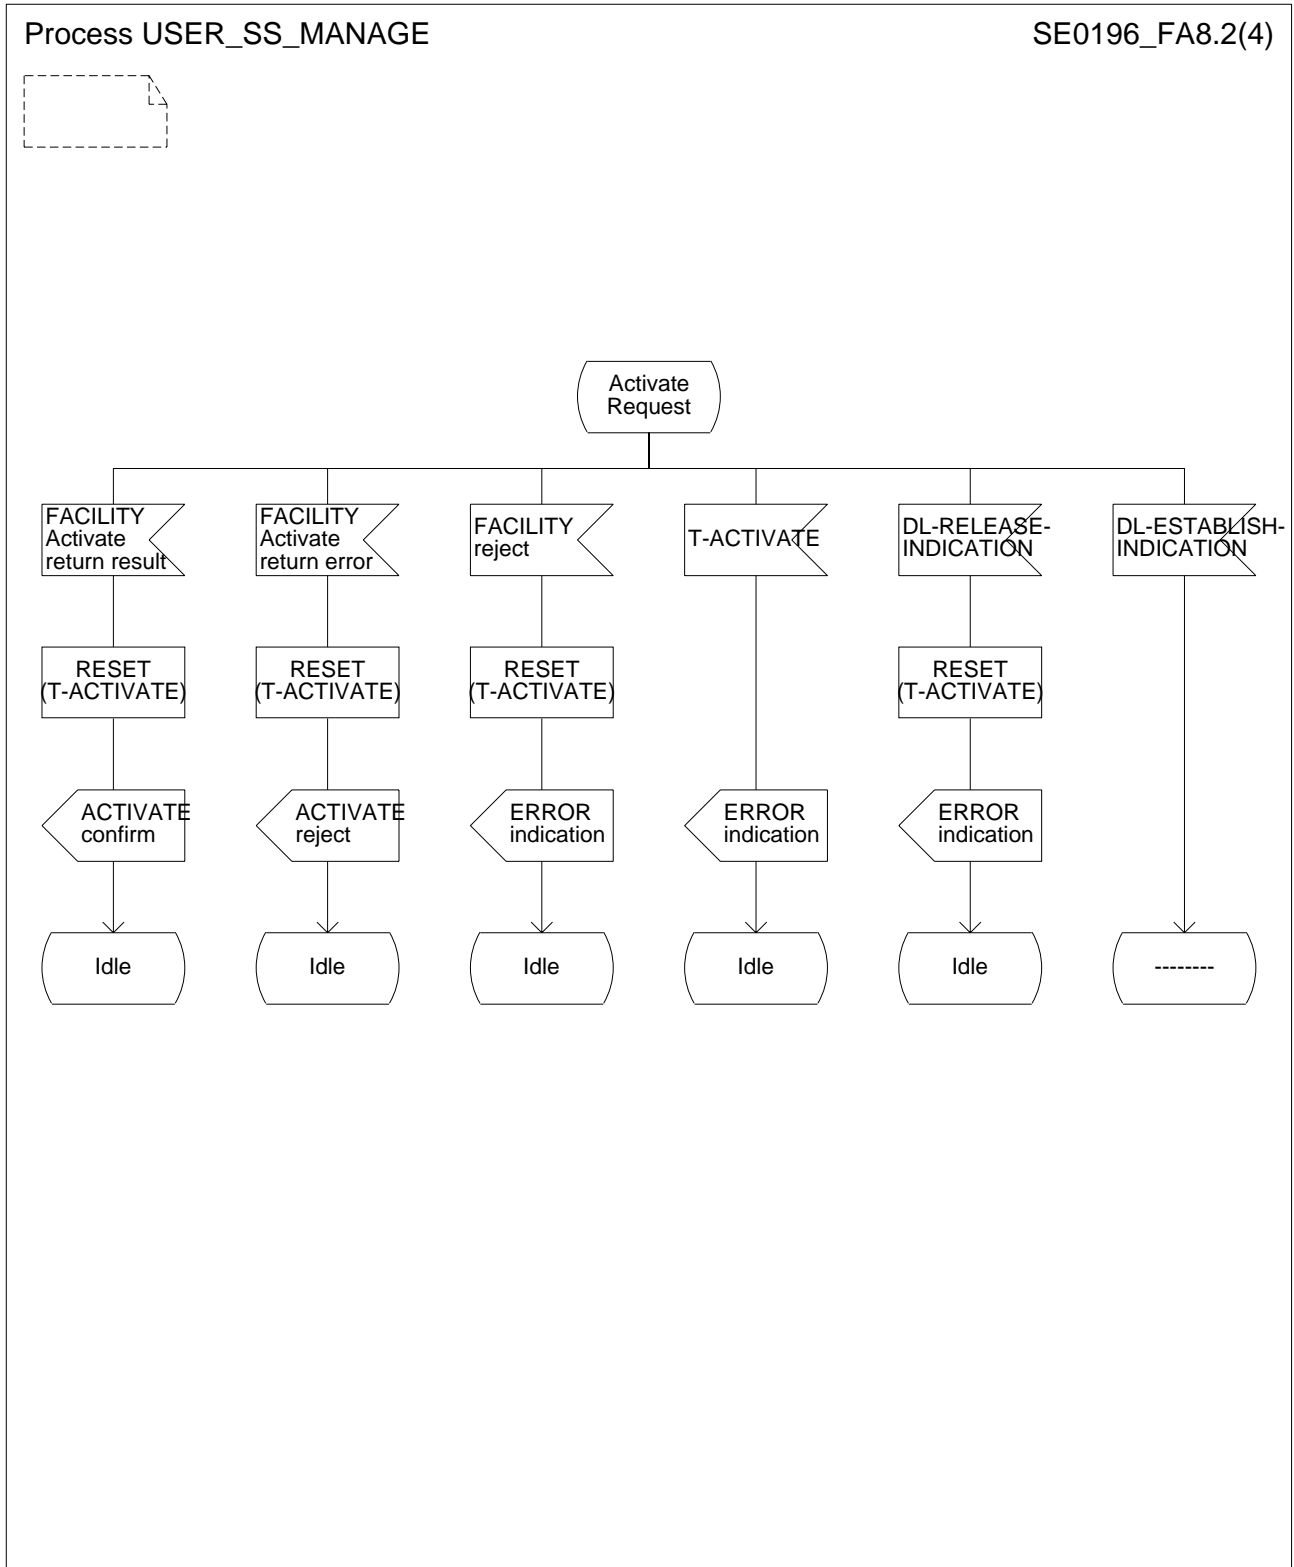 Process USER_SS_MANAGE
SE0196_FA8.2(4)
Activate
Request
FACILITY
Activate
return result
FACILITY
Activate
return error
FACILITY
reject
T-ACTIVATE
DL-RELEASE-
INDICATION
DL-ESTABLISH-
INDICATION
RESET
(T-ACTIVATE)
RESET
(T-ACTIVATE)
RESET
(T-ACTIVATE)
RESET
(T-ACTIVATE)
ACTIVATE
confirm
ACTIVATE
reject
ERROR
indication
ERROR
indication
ERROR
indication
Idle
Idle
Idle
Idle
Idle
--------